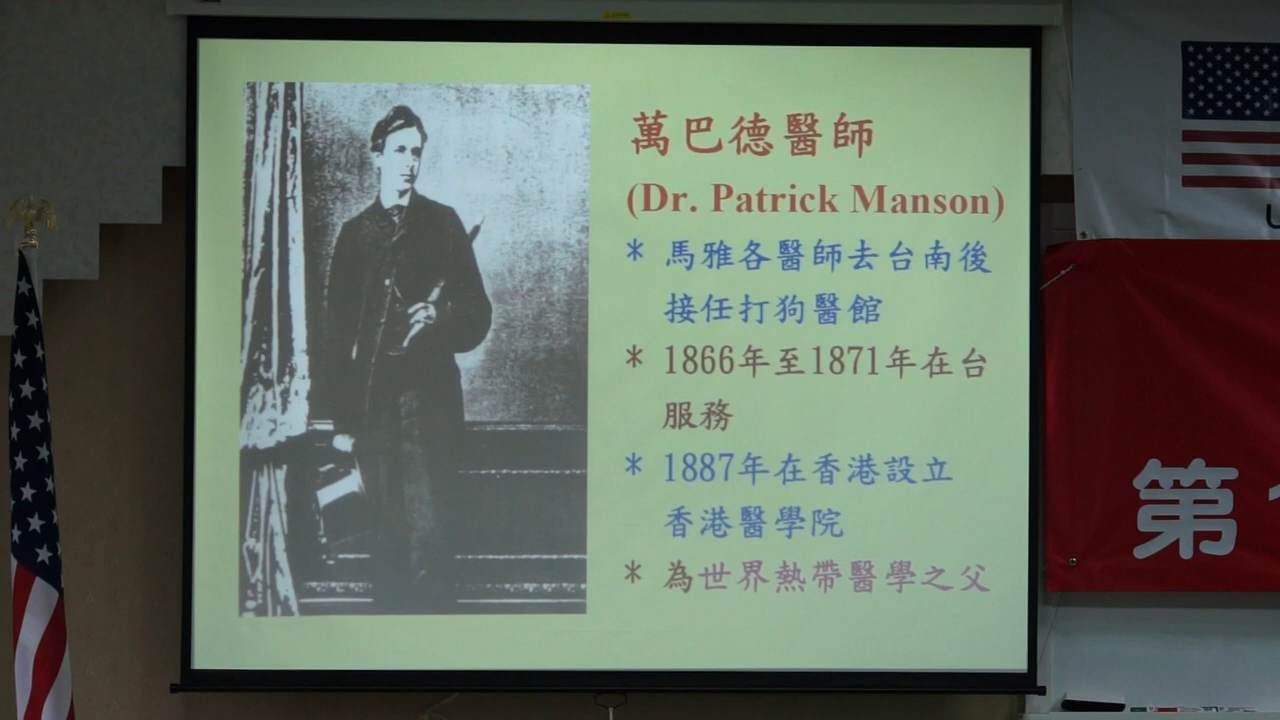 萬巴德醫師
(Dr. Patrick Manson)
* 馬雅各醫師去台南後
接任打狗醫館
* 1866年至1871年在台
服務
* 1887年在香港設立
香港醫學院
* 為世界熱帶醫學之父
U
第